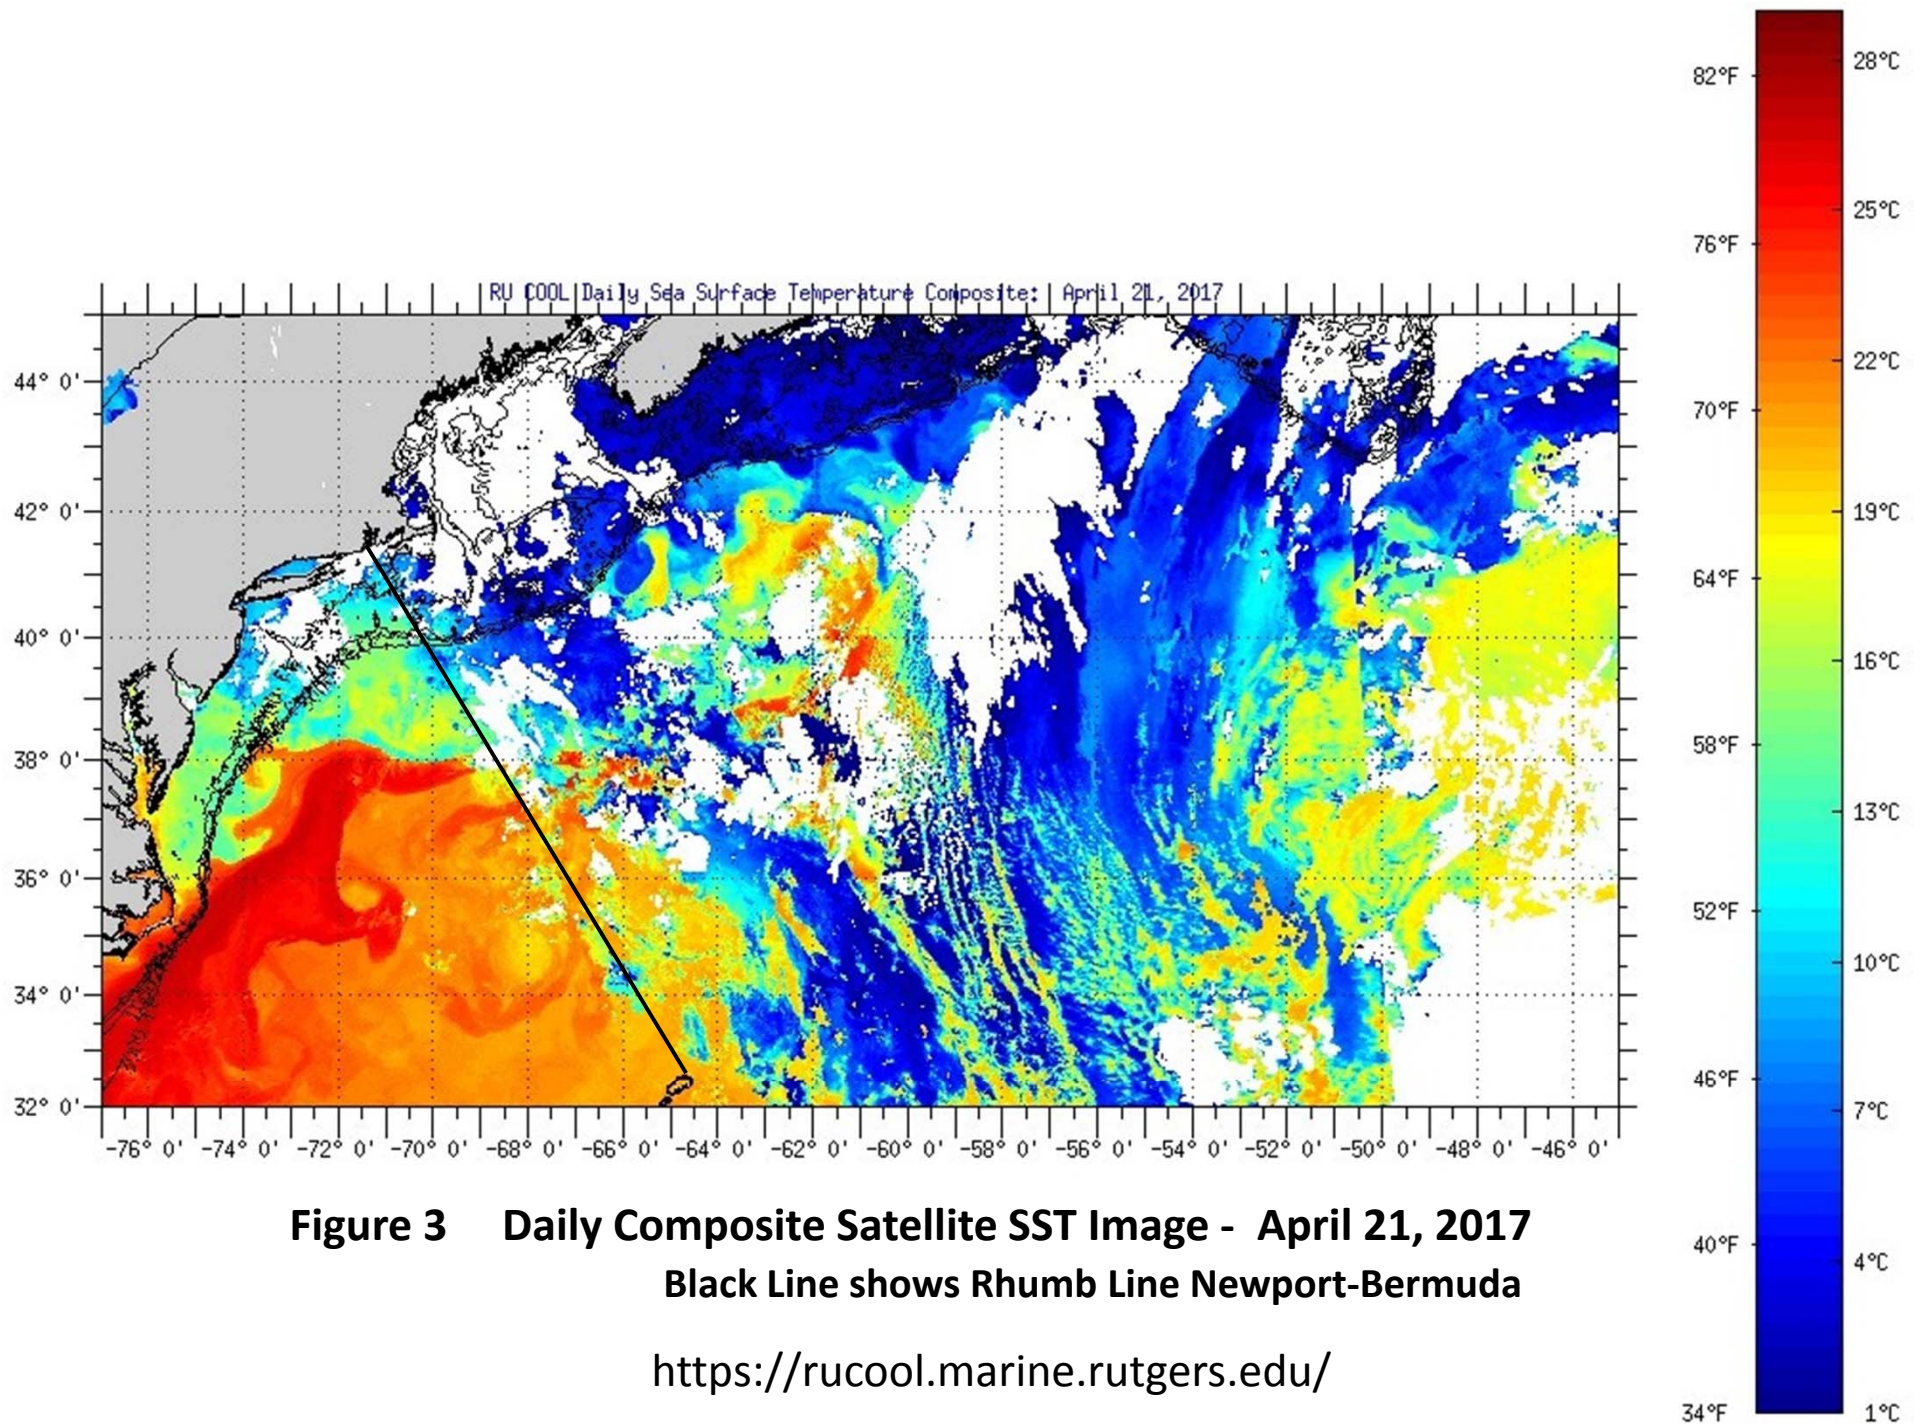 RU COOL Daily Sea Surface Temperature Composite: April 21, 2017
44° 0'
42° 0'
40° 0'
38° 0'
36° 0'
34° 0'
32° 0'
-76° 0' -74° 0' -72° 0' -70° 0' -68° 0' -66° 0' -64° 0' -62° 0' -60° 0' -58° 0' -56° 0' -54° 0' -52° 0' -50° 0' -48° 0' -46° 0'
82°F
76°F
70°F
64°F
58°F
52°F
46°F
40°F
34°F
28°C
25°C
22°C
19°C
16°C
13°C
10°C
7°C
4°C
1°C
Figure 3 Daily Composite Satellite SST Image - April 21, 2017
Black Line shows Rhumb Line Newport-Bermuda
https://rucool.marine.rutgers.edu/